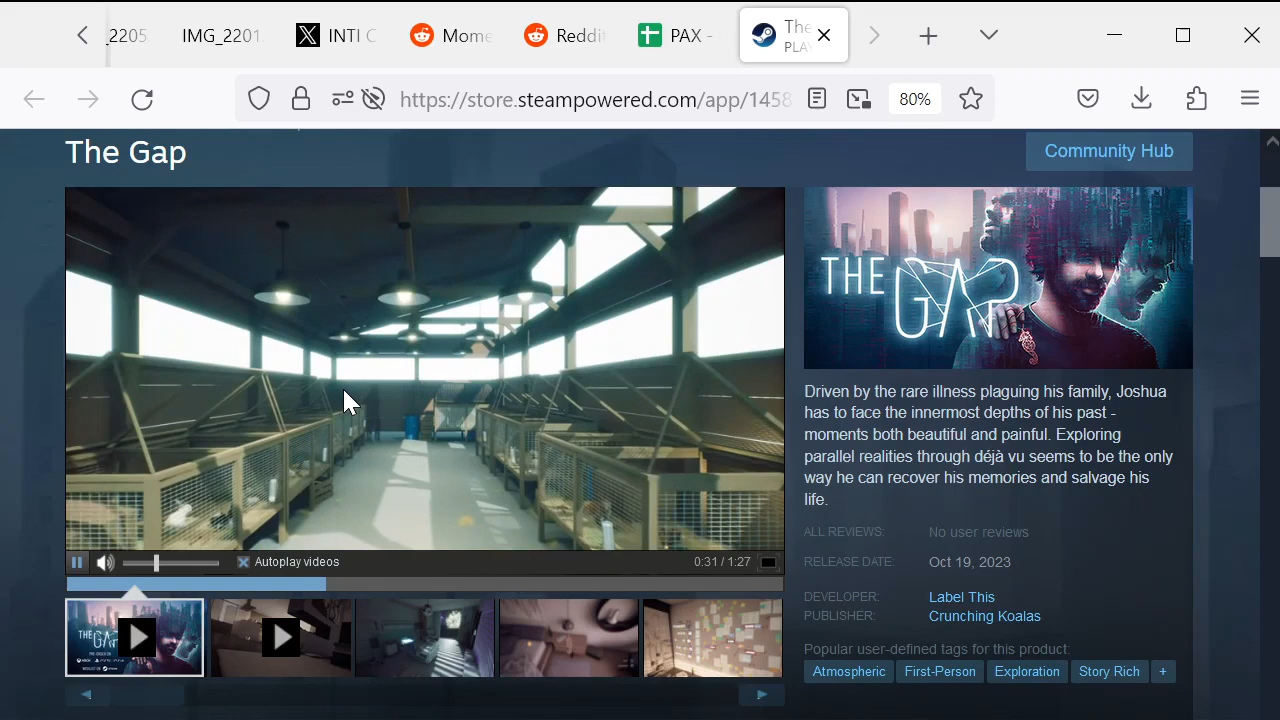 _2205.
IMG_2201.
INTI C
Mome
Reddit
PAX -
The
PLAY
https://store.steampowered.com/app/1458
80%
The Gap
Community Hub
THE GAP
Driven by the rare illness plaguing his family, Joshua
has to face the innermost depths of his past -
moments both beautiful and painful. Exploring
parallel realities through déjà vu seems to be the only
way he can recover his memories and salvage his
life.
ALL REVIEWS: No user reviews
RELEASE DATE: Oct 19, 2023
DEVELOPER: Label This
PUBLISHER: Crunching Koalas
Popular user-defined tags for this product:
Atmospheric First-Person Exploration Story Rich +
Autoplay videos 0:31 / 1:27
THE GAP